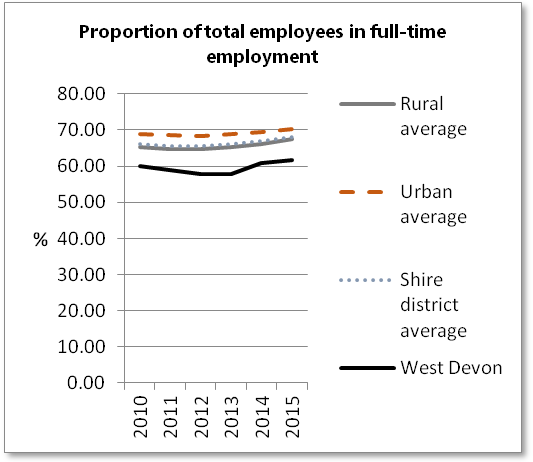 Proportion of total employees in full-time
employment
80.00
70.00
60.00
50.00
40.00
30.00
20.00
10.00
0.00
%
2010
2011
2012
2013
2014
2015
Rural
average
Urban
average
Shire
district
average
West Devon